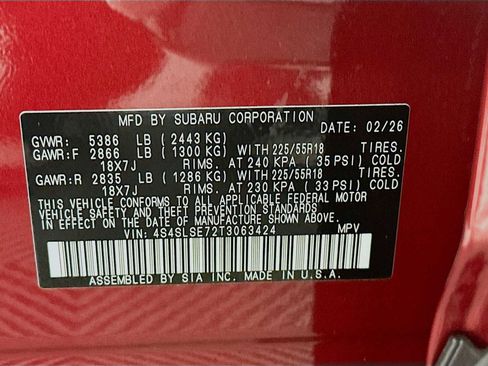 MFD BY SUBARU CORPORATION
DATE: 02/26
GVWR: 5386 LB ( 2443 KG)
GAWR:F 2866 LB ( 1300 KG) WITH 225/55R18 TIRES.
18X7J RIMS. AT 240 KPA ( 35 PSI) COLD
GAWR:R 2835 LB ( 1286 KG) WITH 225/55R18 TIRES.
18X7J RIMS. AT 230 KPA ( 33 PSI) COLD
THIS VEHICLE CONFORMS TO ALL APPLICABLE FEDERAL MOTOR
VEHICLE SAFETY AND THEFT PREVENTION STANDARDS
IN EFFECT ON THE DATE OF MANUFACTURE SHOWN ABOVE.
VIN: 4S4SLSE72T3063424 MPV
ASSEMBLED BY SIA INC. MADE IN U.S.A.